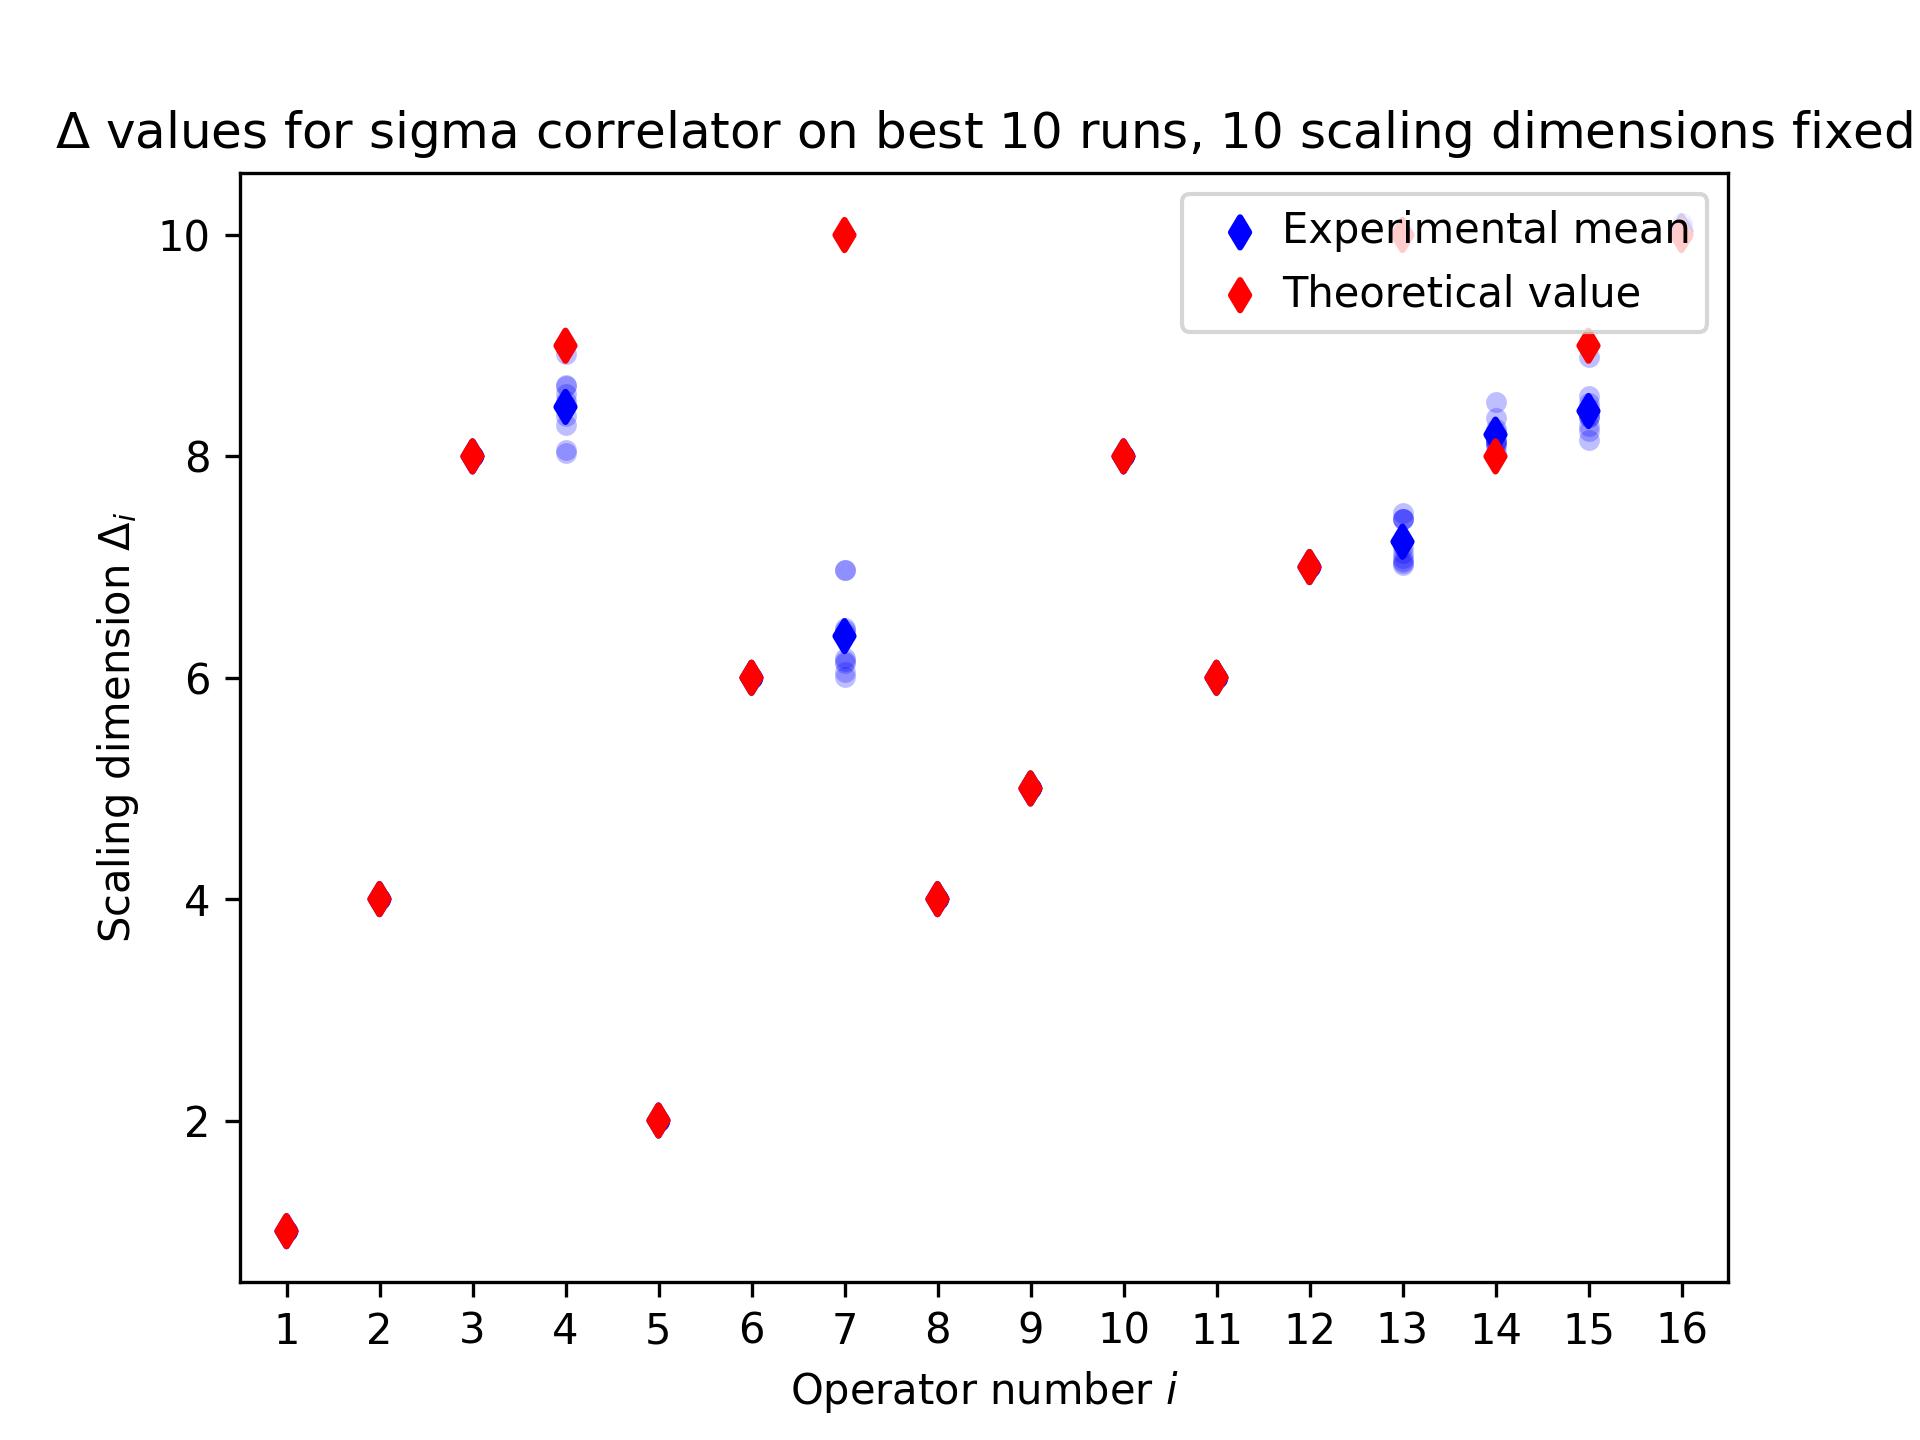 Δ values for sigma correlator on best 10 runs, 10 scaling dimensions fixed
Experimental mean
Theoretical value
10
8
6
4
2
Scaling dimension Δᵢ
1 2 3 4 5 6 7 8 9 10 11 12 13 14 15 16
Operator number i